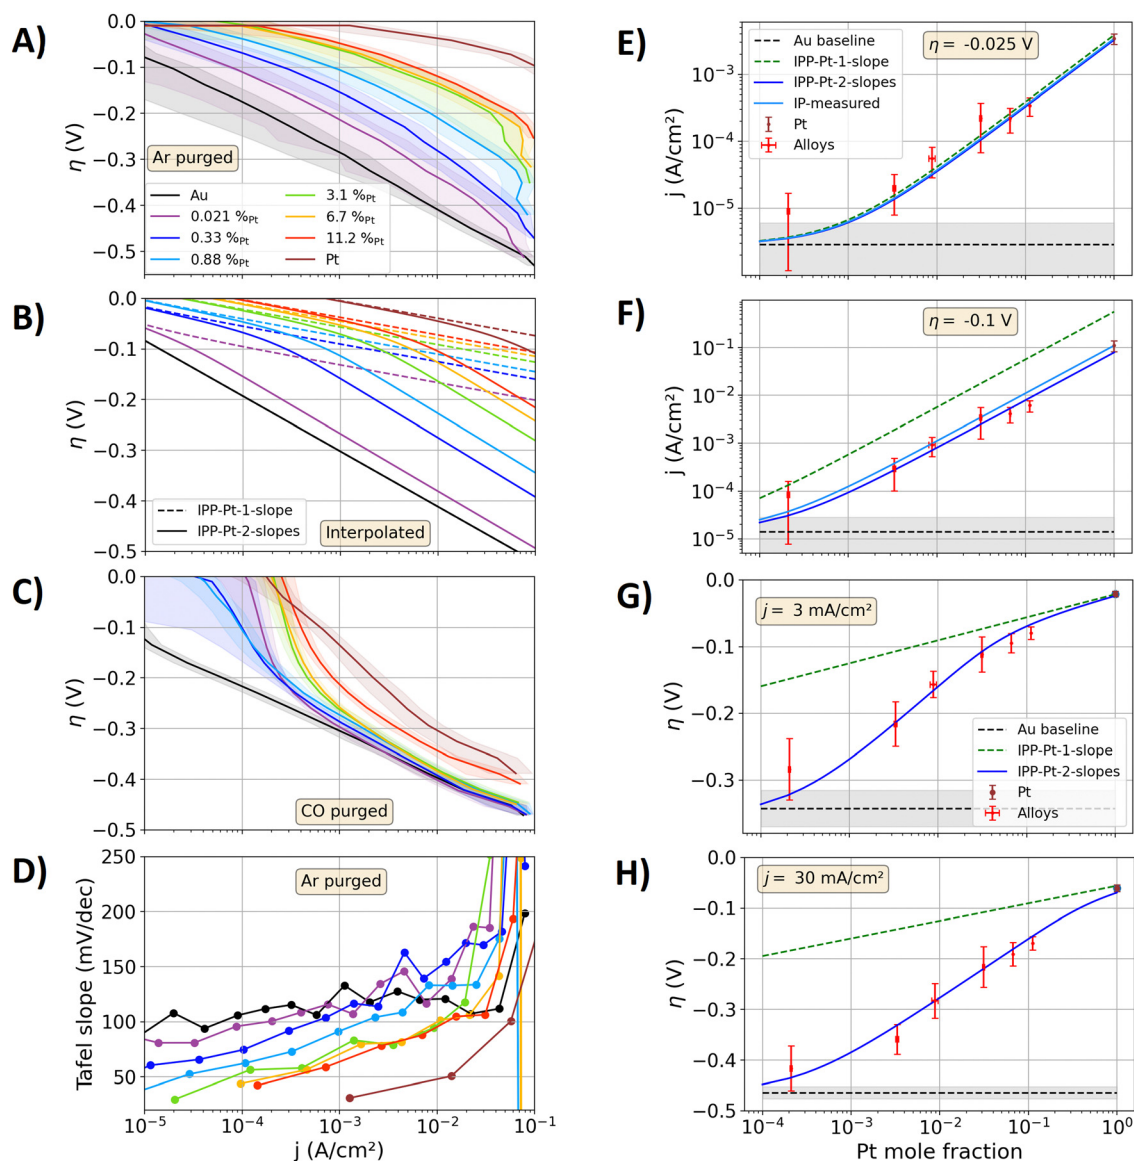 A)
0.0
−0.1
−0.2
−0.3
−0.4
−0.5
η (V)
Ar purged
Au
0.021 %Pt
0.33 %Pt
0.88 %Pt
3.1 %Pt
6.7 %Pt
11.2 %Pt
Pt
B)
0.0
−0.1
−0.2
−0.3
−0.4
−0.5
η (V)
IPP-Pt-1-slope
IPP-Pt-2-slopes
Interpolated
C)
0.0
−0.1
−0.2
−0.3
−0.4
−0.5
η (V)
CO purged
D)
250
200
150
100
50
Tafel slope (mV/dec)
Ar purged
10⁻⁵
10⁻⁴
10⁻³
10⁻²
10⁻¹
j (A/cm²)
E)
10⁻³
10⁻⁴
10⁻⁵
j (A/cm²)
Au baseline
IPP-Pt-1-slope
IPP-Pt-2-slopes
IP-measured
Pt
Alloys
η = -0.025 V
F)
10⁻¹
10⁻²
10⁻³
10⁻⁴
10⁻⁵
j (A/cm²)
η = -0.1 V
G)
0.0
−0.1
−0.2
−0.3
η (V)
j = 3 mA/cm²
Au baseline
IPP-Pt-1-slope
IPP-Pt-2-slopes
Pt
Alloys
H)
0.0
−0.1
−0.2
−0.3
−0.4
−0.5
η (V)
j = 30 mA/cm²
10⁻⁴
10⁻³
10⁻²
10⁻¹
10⁰
Pt mole fraction